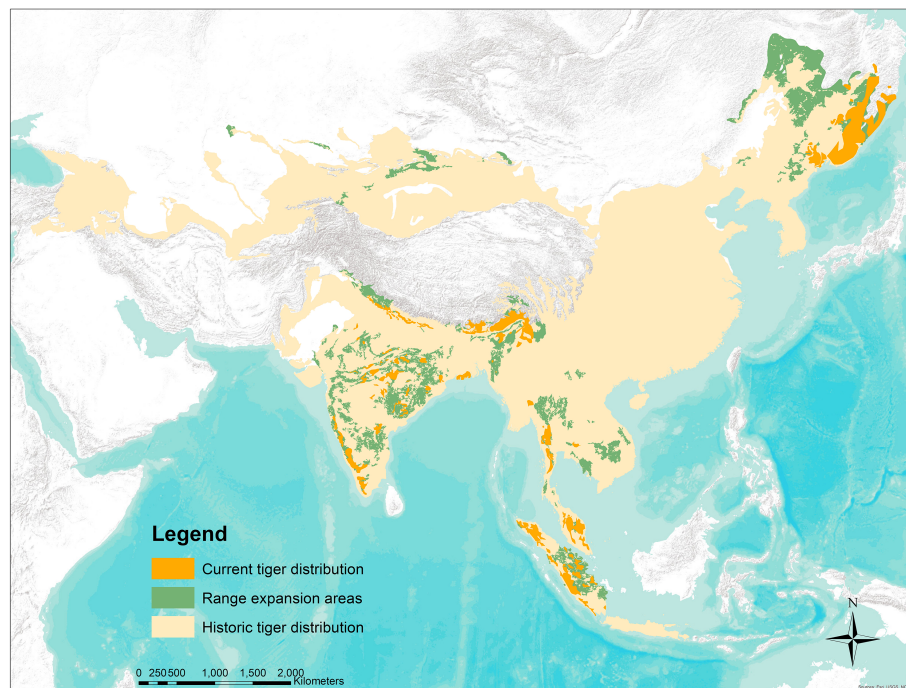 Legend
Current tiger distribution
Range expansion areas
Historic tiger distribution
N
0 250 500 1,000 1,500 2,000
Kilometers